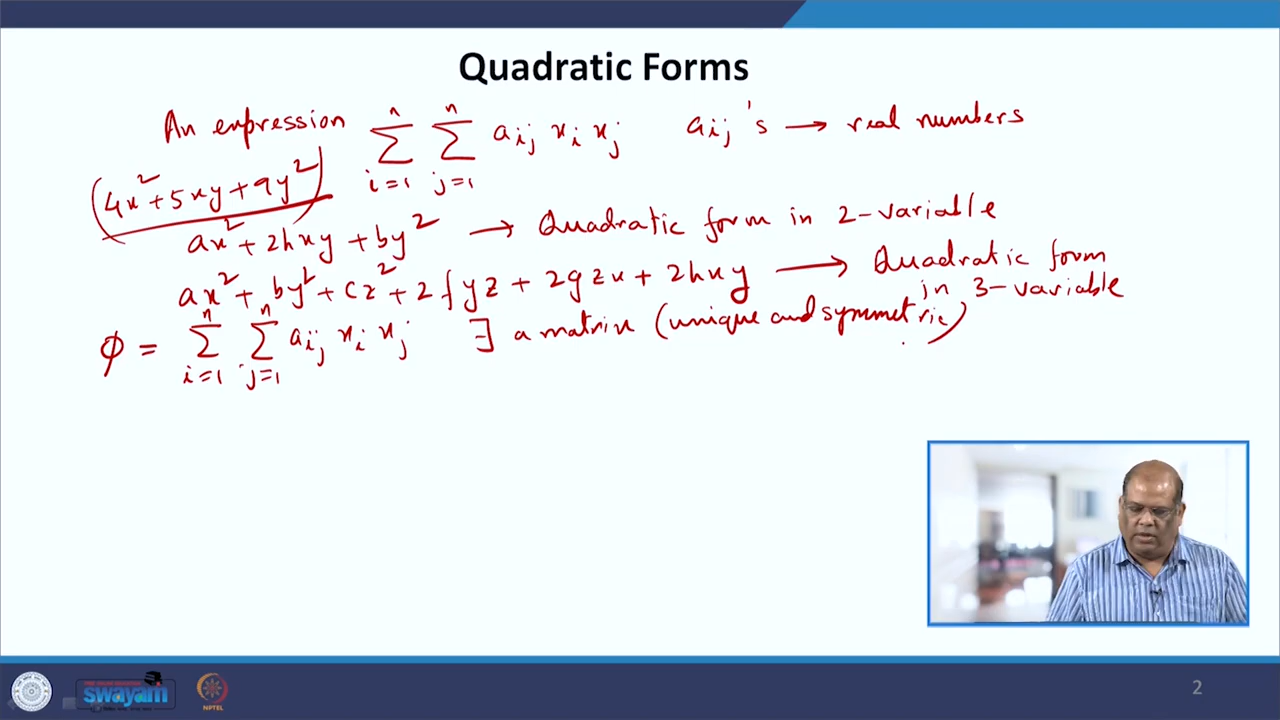 Quadratic Forms
An expression ∑_{i=1}^{n} ∑_{j=1}^{n} a_{ij} x_i x_j   a_{ij}'s → real numbers
(4x² + 5xy + 9y²)
ax² + 2hxy + by² → Quadratic form in 2-variable
ax² + by² + cz² + 2fyz + 2gzx + 2hxy → Quadratic form
in 3-variable
φ = ∑_{i=1}^{n} ∑_{j=1}^{n} a_{ij} x_i x_j   ∃ a matrix (unique and symmetric)
swayam
NPTEL
2